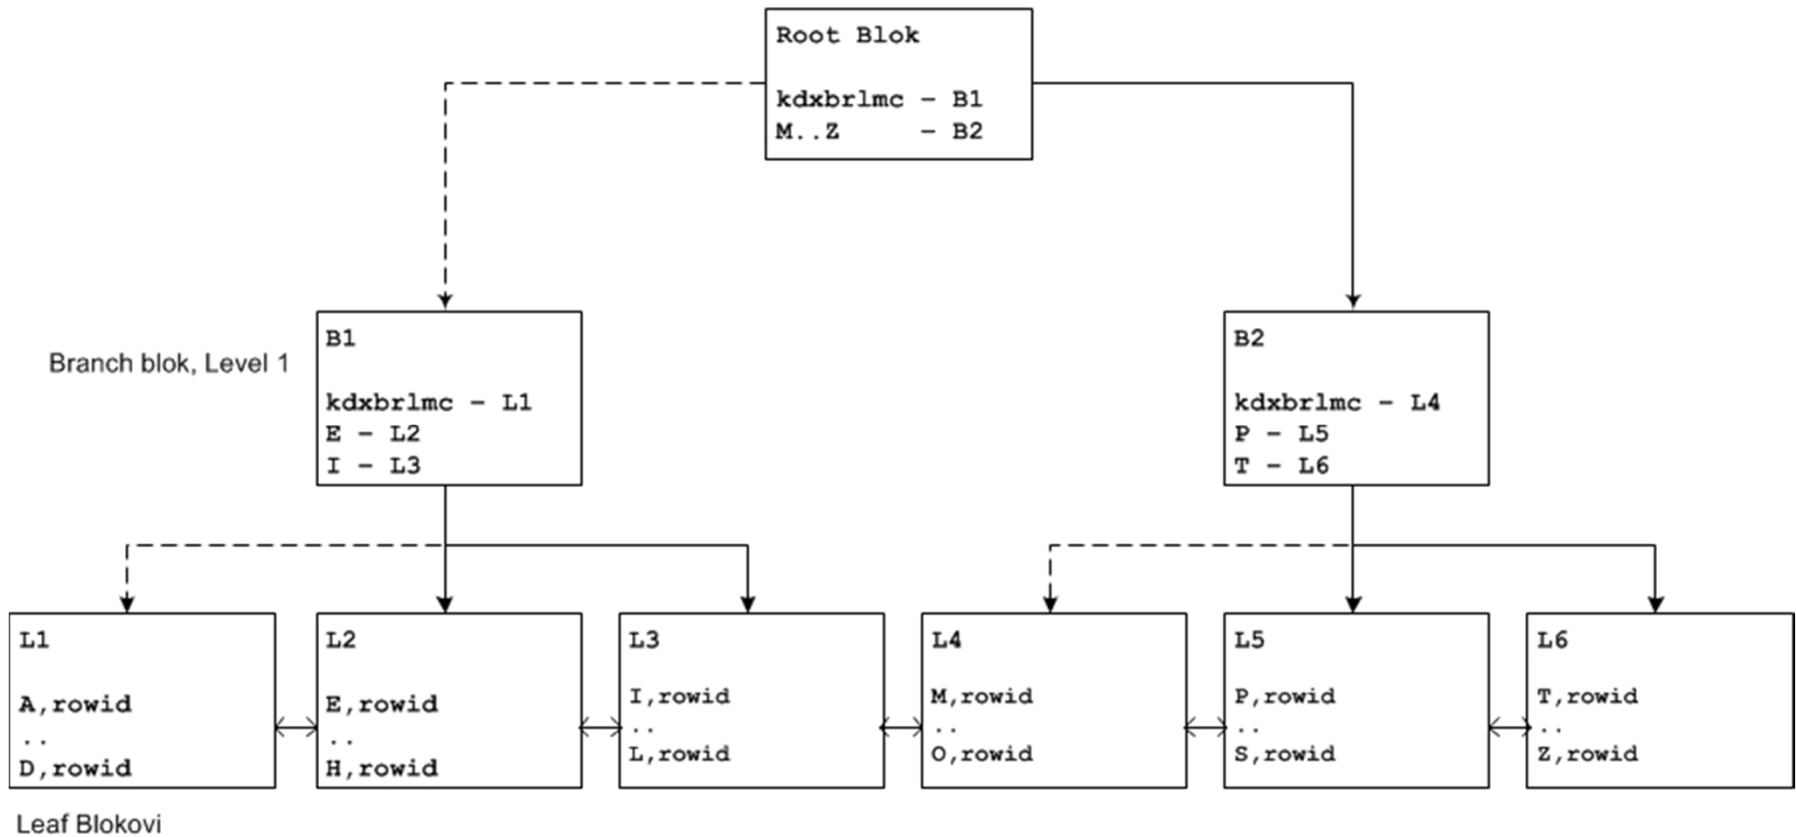 Root Blok
kdxbrlmc – B1
M..Z – B2
Branch blok, Level 1
B1
kdxbrlmc – L1
E – L2
I – L3
B2
kdxbrlmc – L4
P – L5
T – L6
L1
A,rowid
..
D,rowid
L2
E,rowid
..
H,rowid
L3
I,rowid
..
L,rowid
L4
M,rowid
..
O,rowid
L5
P,rowid
..
S,rowid
L6
T,rowid
..
Z,rowid
Leaf Blokovi